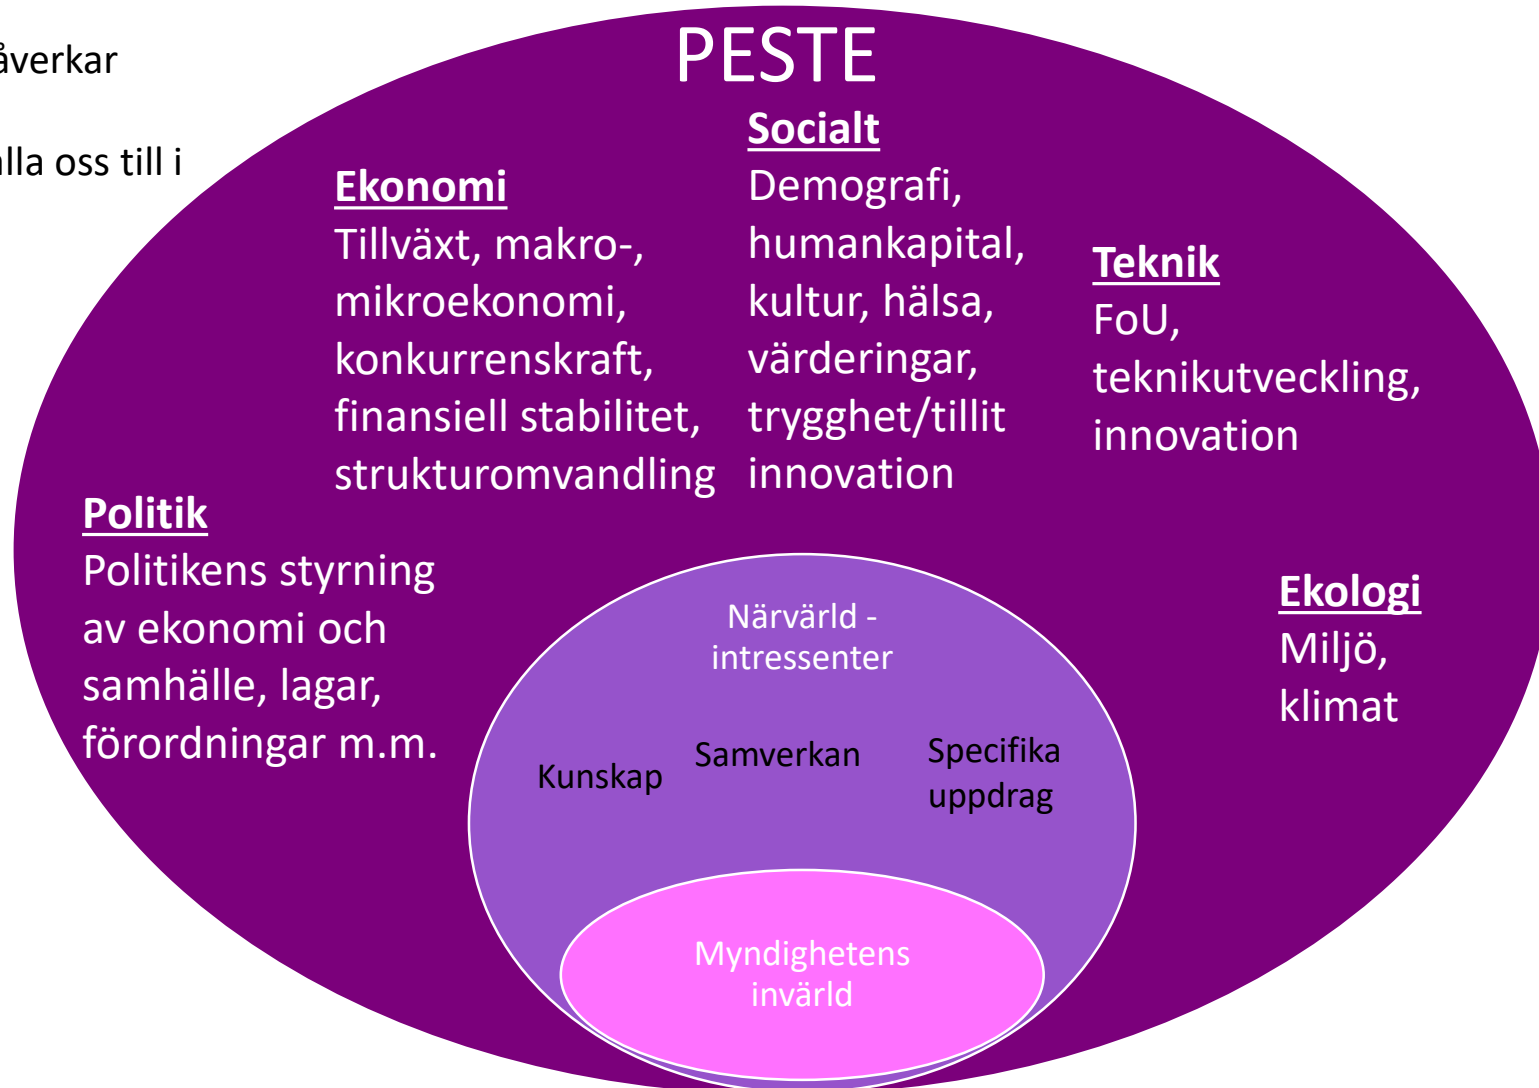 PESTE
åverkar
alla oss till i
Politik
Politikens styrning
av ekonomi och
samhälle, lagar,
förordningar m.m.
Ekonomi
Tillväxt, makro-,
mikroekonomi,
konkurrenskraft,
finansiell stabilitet,
strukturomvandling
Socialt
Demografi,
humankapital,
kultur, hälsa,
värderingar,
trygghet/tillit
innovation
Teknik
FoU,
teknikutveckling,
innovation
Ekologi
Miljö,
klimat
Närvärld -
intressenter
Kunskap
Samverkan
Specifika
uppdrag
Myndighetens
invärld